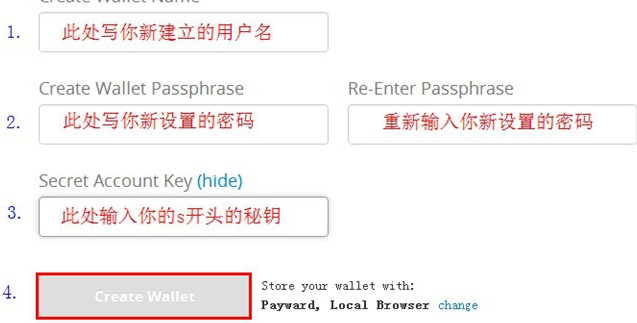 Create Wallet Name
1. 此处写你新建立的用户名
Create Wallet Passphrase Re-Enter Passphrase
2. 此处写你新设置的密码 重新输入你新设置的密码
Secret Account Key (hide)
3. 此处输入你的s开头的秘钥
4. Create Wallet
Store your wallet with:
Payward, Local Browser change